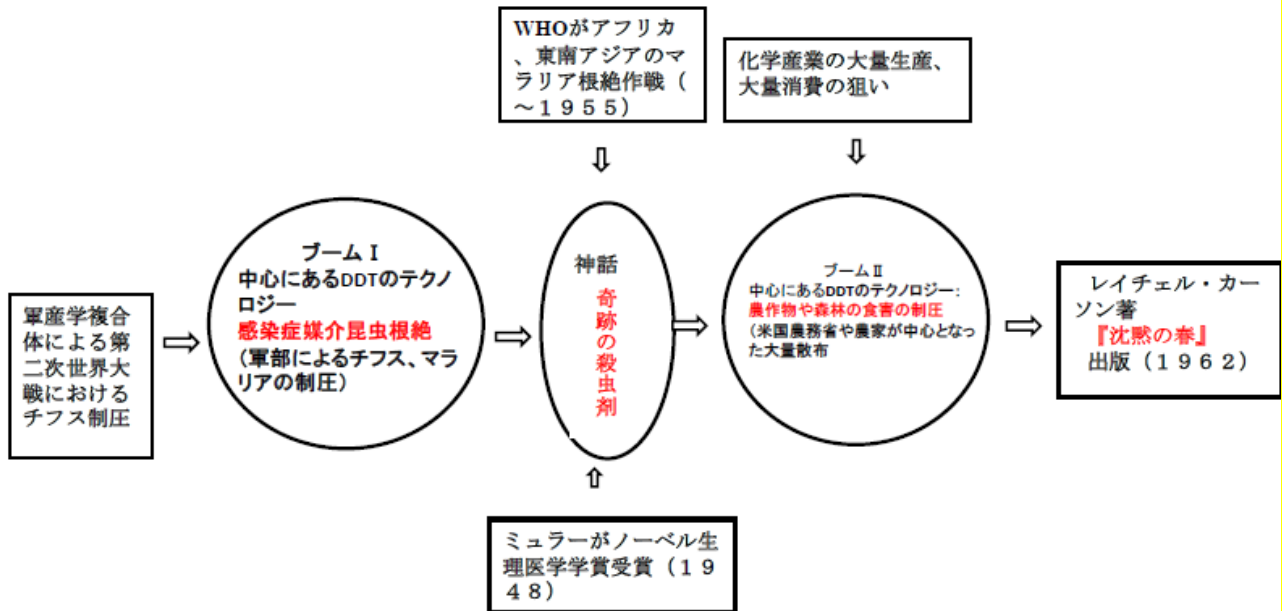 WHOがアフリカ
、東南アジアのマ
ラリア根絶作戦（
～１９５５）
化学産業の大量生産、
大量消費の狙い
軍産学複合
体による第
二次世界大
戦における
チフス制圧
ブーム Ⅰ
中心にあるDDTのテクノ
ロジー
感染症媒介昆虫根絶
（軍部によるチフス、マラ
リアの制圧）
神話
奇跡の殺虫剤
ブーム Ⅱ
中心にあるDDTのテクノロジー：
農作物や森林の食害の制圧
（米国農務省や農家が中心となっ
た大量散布
レイチェル・カー
ソン著
『沈黙の春』
出版（１９６２）
ミュラーがノーベル生
理医学学賞受賞（１９
４８）